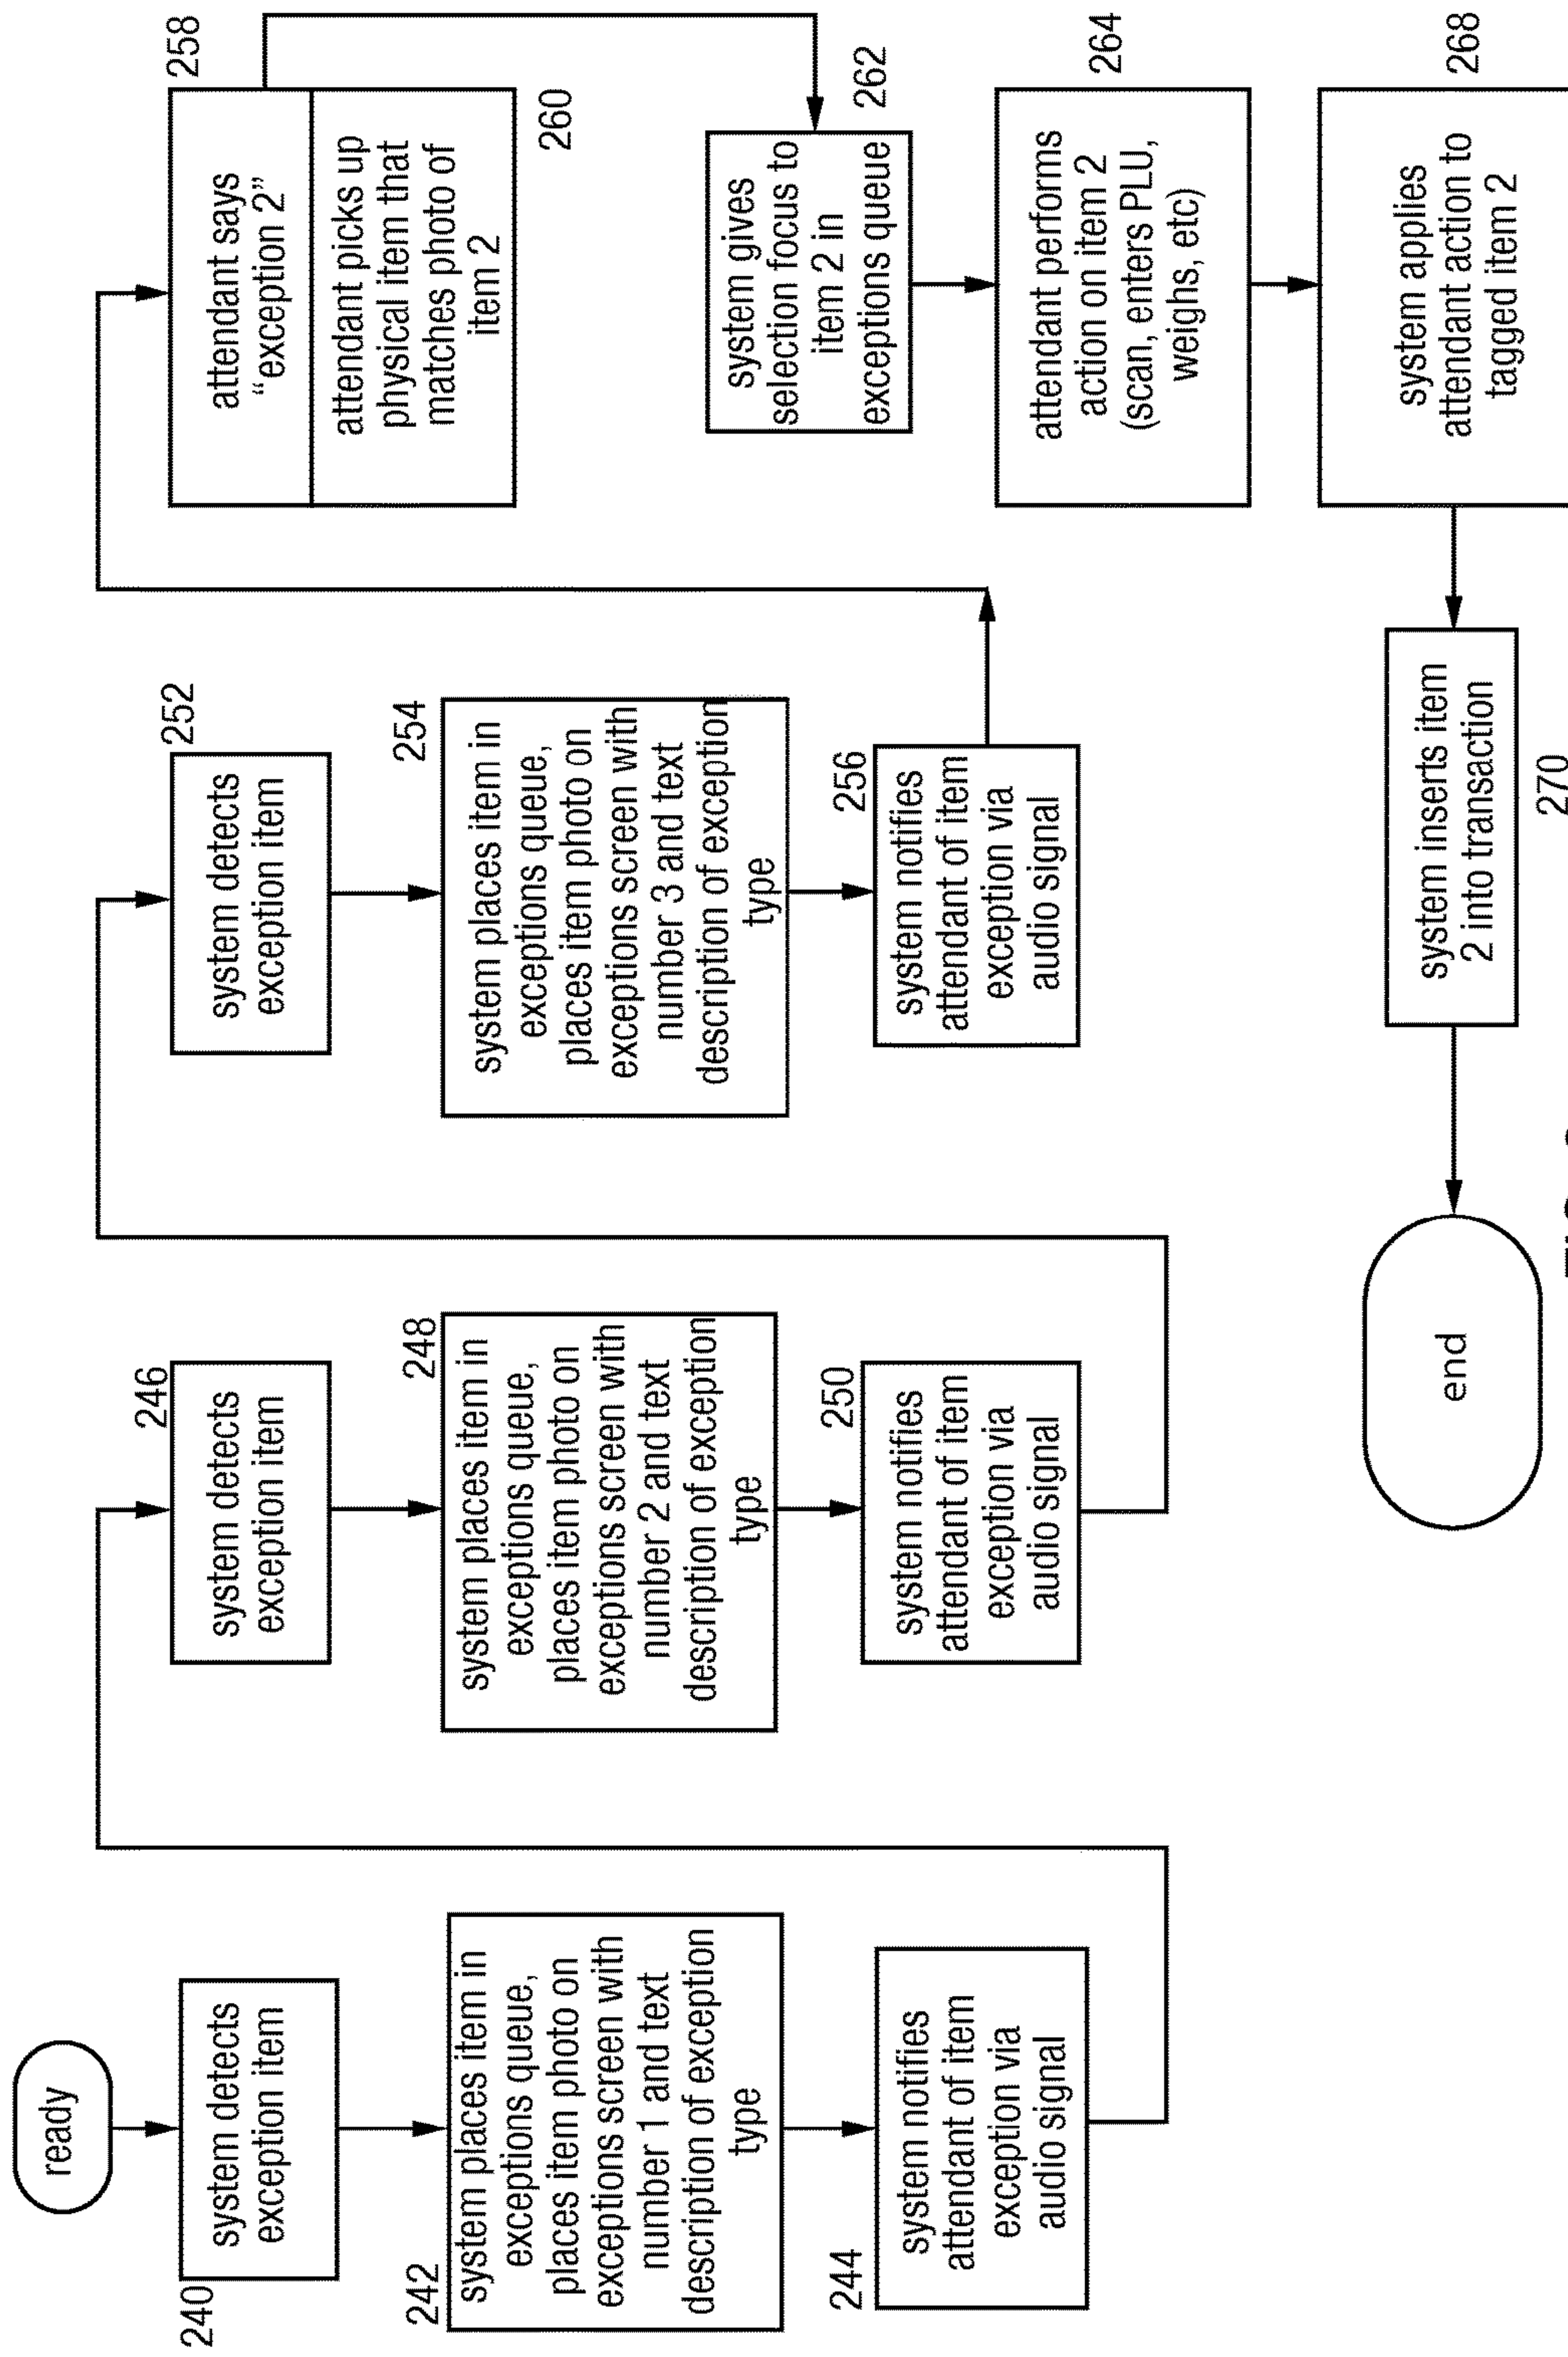 ready
240
system detects
exception item
242
system places item in
exceptions queue,
places item photo on
exceptions screen with
number 1 and text
description of exception
type
244
system notifies
attendant of item
exception via
audio signal
246
system detects
exception item
248
system places item in
exceptions queue,
places item photo on
exceptions screen with
number 2 and text
description of exception
type
250
system notifies
attendant of item
exception via
audio signal
252
system detects
exception item
254
system places item in
exceptions queue,
places item photo on
exceptions screen with
number 3 and text
description of exception
type
256
system notifies
attendant of item
exception via
audio signal
258
attendant says
“exception 2”
attendant picks up
physical item that
matches photo of
item 2
260
262
system gives
selection focus to
item 2 in
exceptions queue
264
attendant performs
action on item 2
(scan, enters PLU,
weighs, etc)
268
system applies
attendant action to
tagged item 2
system inserts item
2 into transaction
270
end